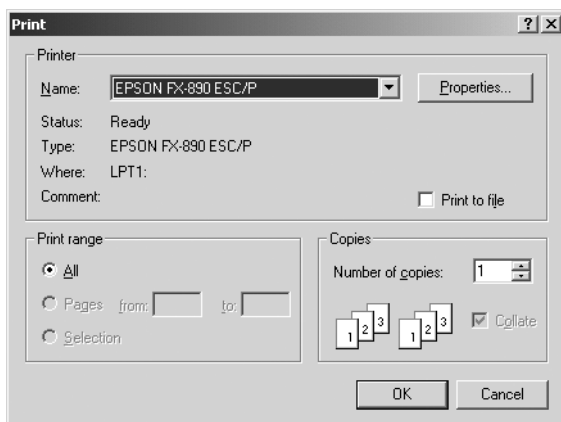 Print
Printer
Name: EPSON FX-890 ESC/P Properties...
Status: Ready
Type: EPSON FX-890 ESC/P
Where: LPT1:
Comment: Print to file
Print range
All
Pages from: to:
Selection
Copies
Number of copies: 1
1 2 3 1 2 3 Collate
OK Cancel